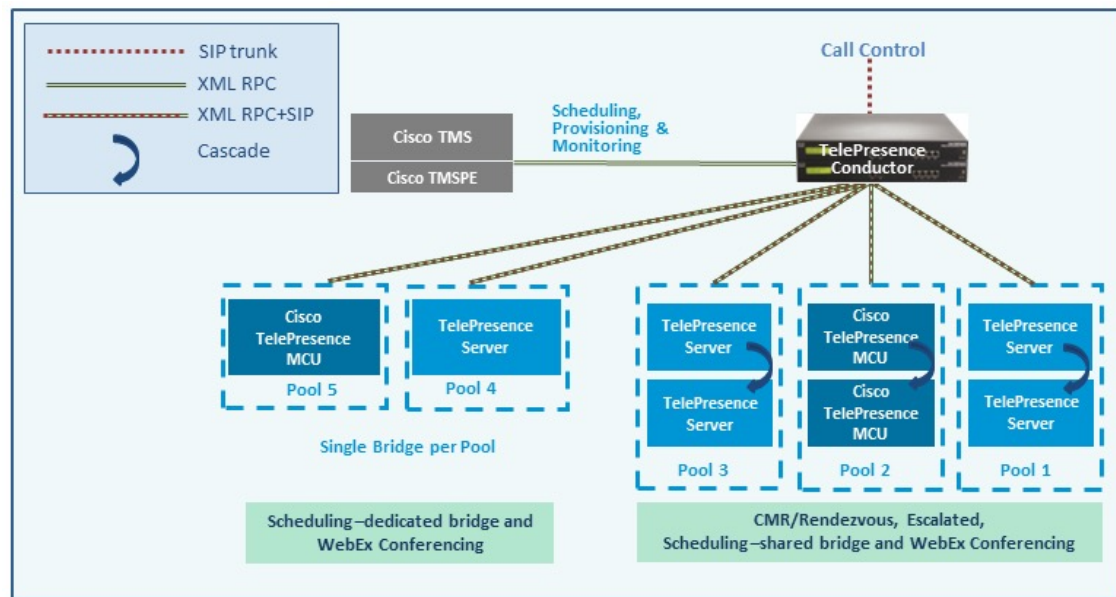 SIP trunk
XML RPC
XML RPC+SIP
Cascade
Call Control
Scheduling,
Provisioning &
Monitoring
Cisco TMS
Cisco TMSPE
TelePresence
Conductor
Cisco
TelePresence
MCU
Pool 5
TelePresence
Server
Pool 4
Single Bridge per Pool
TelePresence
Server
TelePresence
Server
Pool 3
Cisco
TelePresence
MCU
Cisco
TelePresence
MCU
Pool 2
TelePresence
Server
TelePresence
Server
Pool 1
Scheduling–dedicated bridge and
WebEx Conferencing
CMR/Rendezvous, Escalated,
Scheduling–shared bridge and WebEx Conferencing